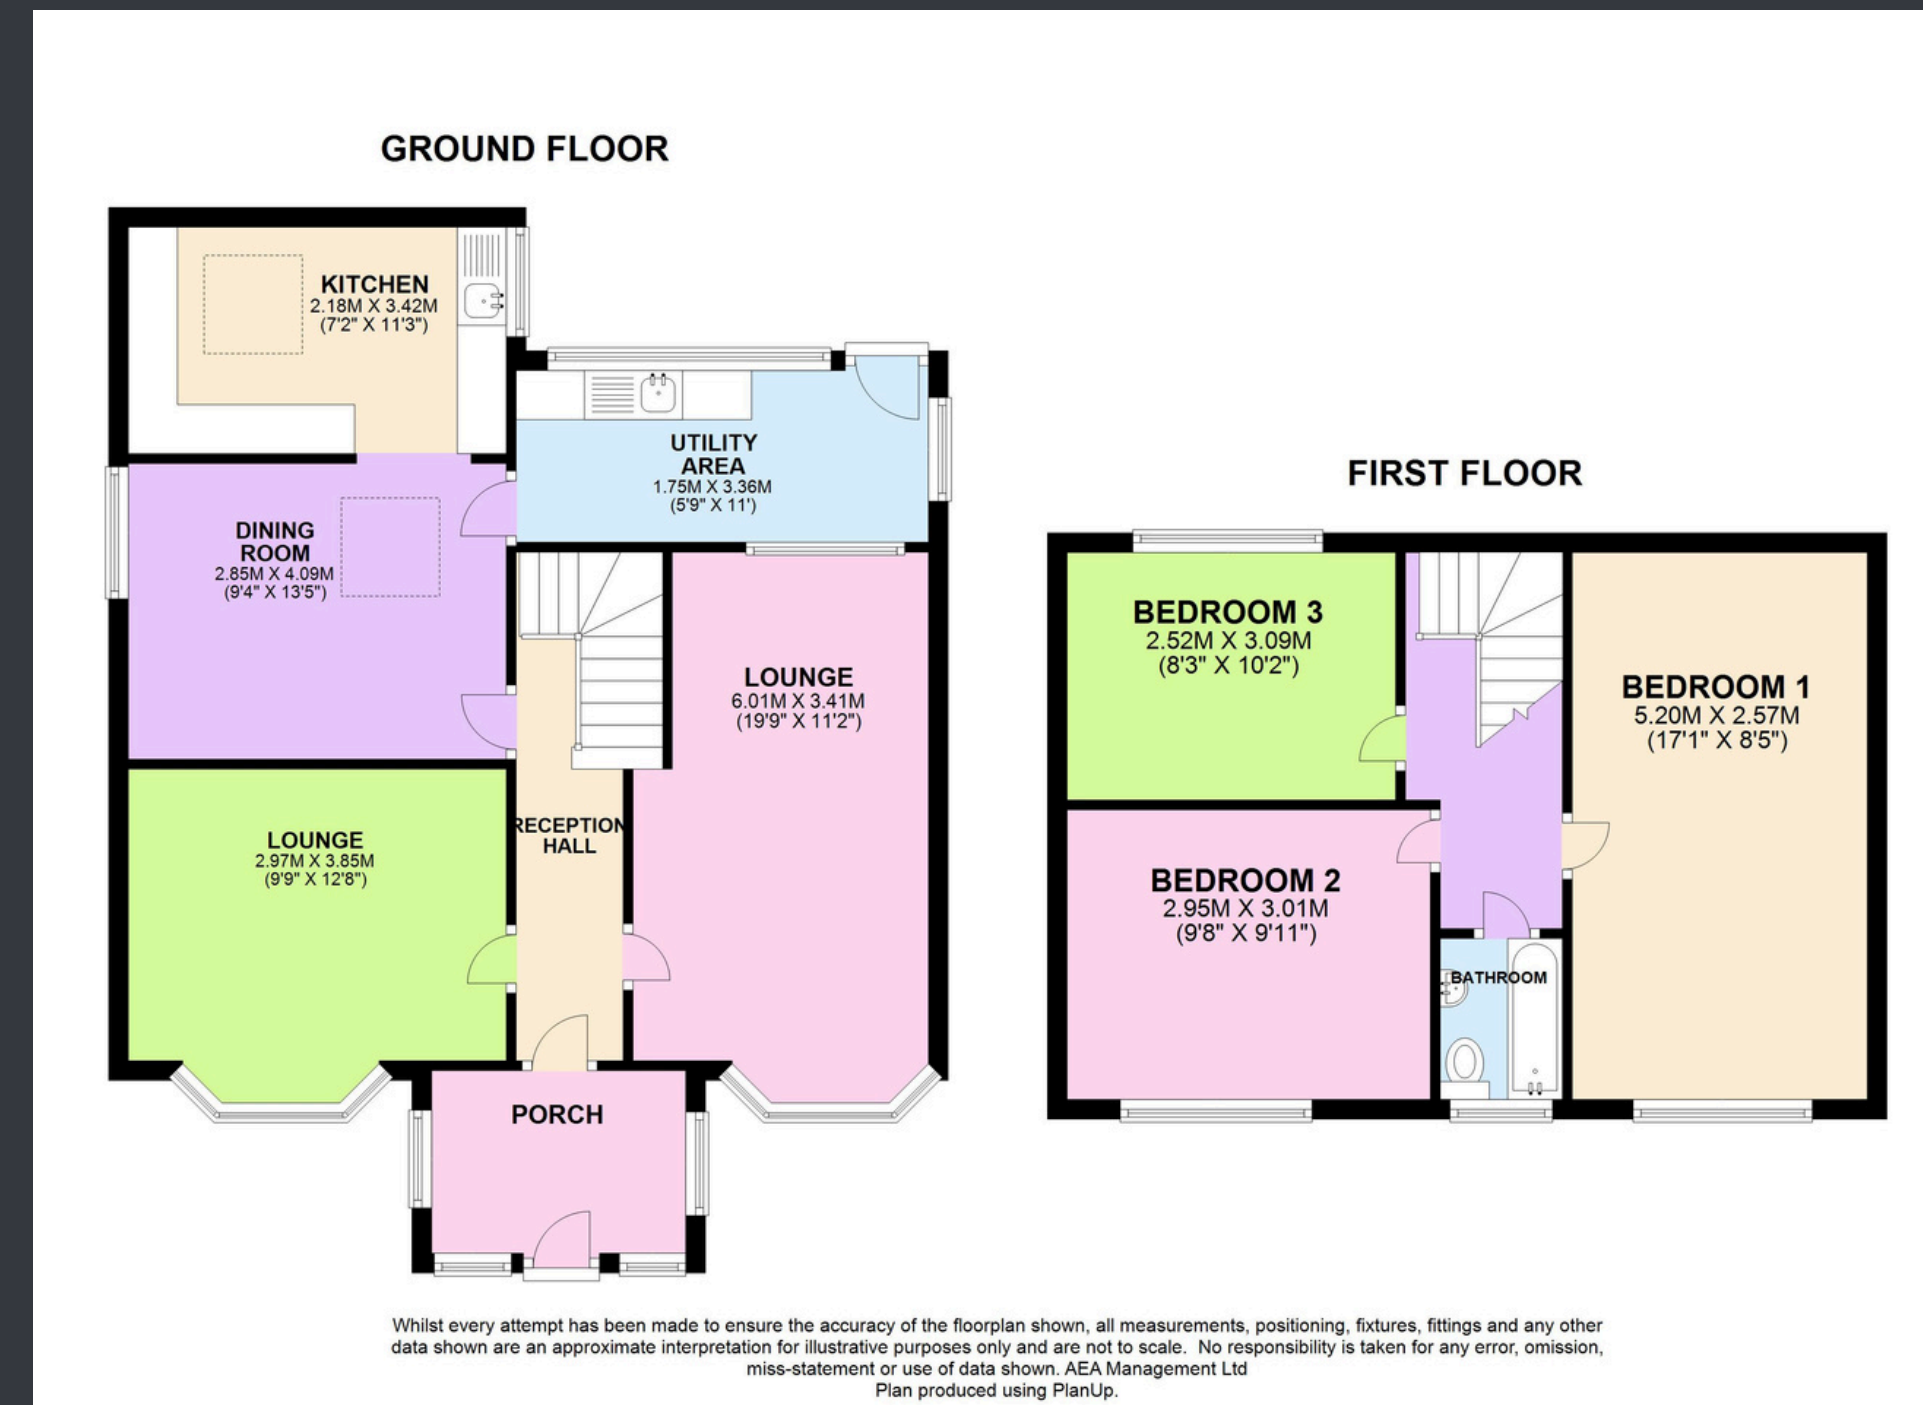 GROUND FLOOR
KITCHEN
2.18M X 3.42M
(7'2" X 11'3")
UTILITY
AREA
1.75M X 3.36M
(5'9" X 11')
DINING
ROOM
2.85M X 4.09M
(9'4" X 13'5")
LOUNGE
6.01M X 3.41M
(19'9" X 11'2")
RECEPTION
HALL
LOUNGE
2.97M X 3.85M
(9'9" X 12'8")
PORCH
FIRST FLOOR
BEDROOM 3
2.52M X 3.09M
(8'3" X 10'2")
BEDROOM 1
5.20M X 2.57M
(17'1" X 8'5")
BEDROOM 2
2.95M X 3.01M
(9'8" X 9'11")
BATHROOM
Whilst every attempt has been made to ensure the accuracy of the floorplan shown, all measurements, positioning, fixtures, fittings and any other
data shown are an approximate interpretation for illustrative purposes only and are not to scale. No responsibility is taken for any error, omission,
miss-statement or use of data shown. AEA Management Ltd
Plan produced using PlanUp.